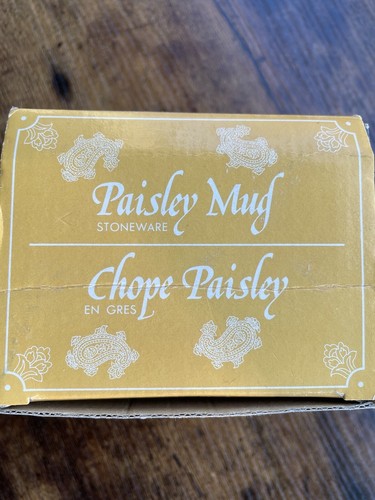 Paisley Mug
STONEWARE
Chope Paisley
EN GRES